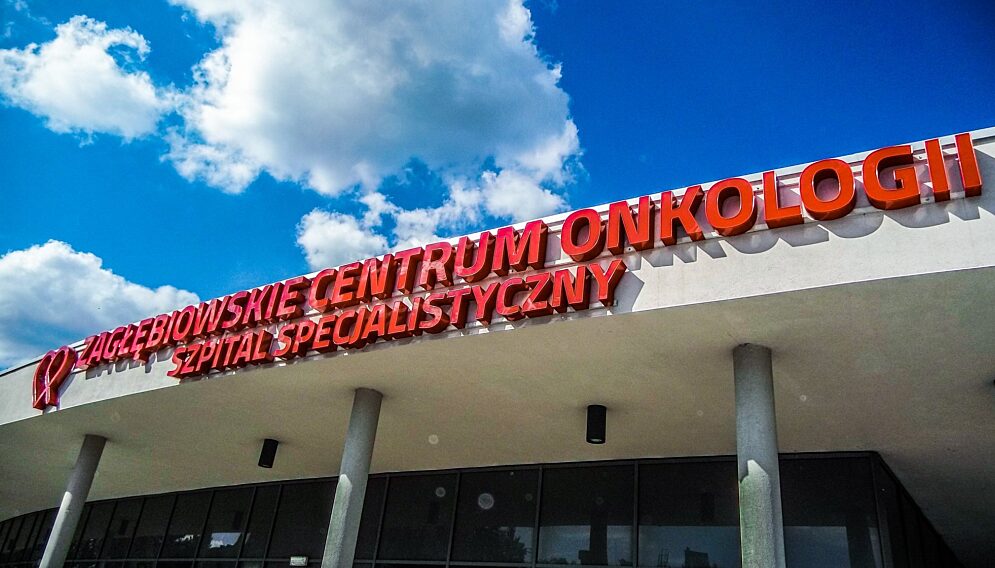 ZAGŁĘBIOWSKIE CENTRUM ONKOLOGII
SZPITAL SPECJALISTYCZNY